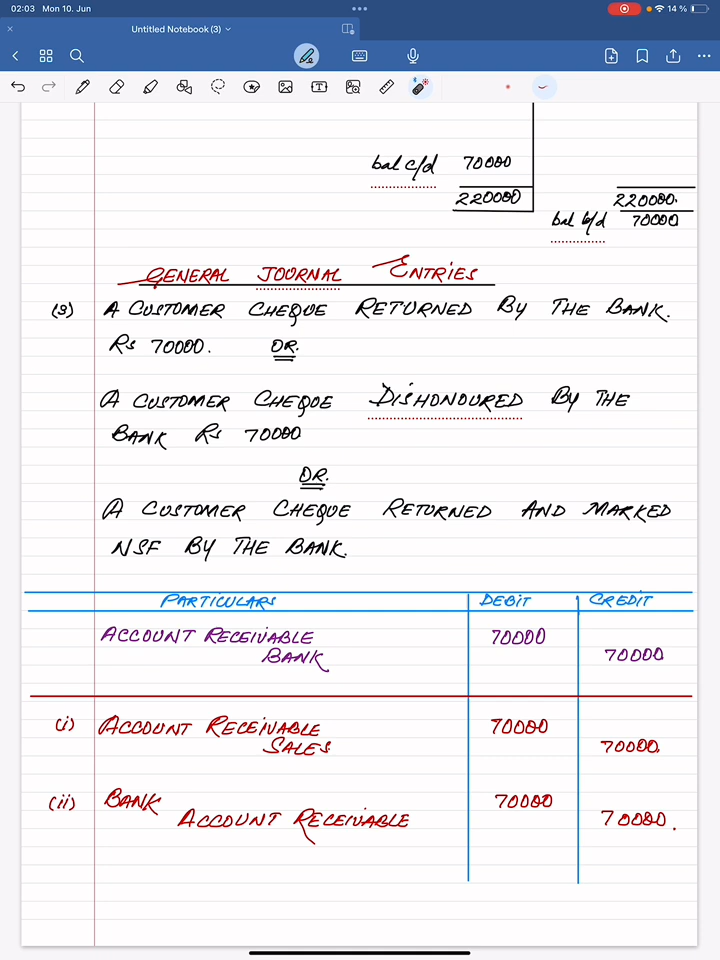 02:03 Mon 10. Jun
14 %
Untitled Notebook (3)
bal c/d 70000
220000 220000.
bal b/d 70000
GENERAL JOURNAL ENTRIES
(3) A CUSTOMER CHEQUE RETURNED BY THE BANK.
Rs 70000. OR.
A CUSTOMER CHEQUE DISHONOURED BY THE
BANK Rs 70000
OR.
A CUSTOMER CHEQUE RETURNED AND MARKED
NSF BY THE BANK.
PARTICULARS DEBIT CREDIT
ACCOUNT RECEIVABLE 70000
BANK 70000
(i) ACCOUNT RECEIVABLE 70000
SALES 70000.
(ii) BANK 70000
ACCOUNT RECEIVABLE 70000.